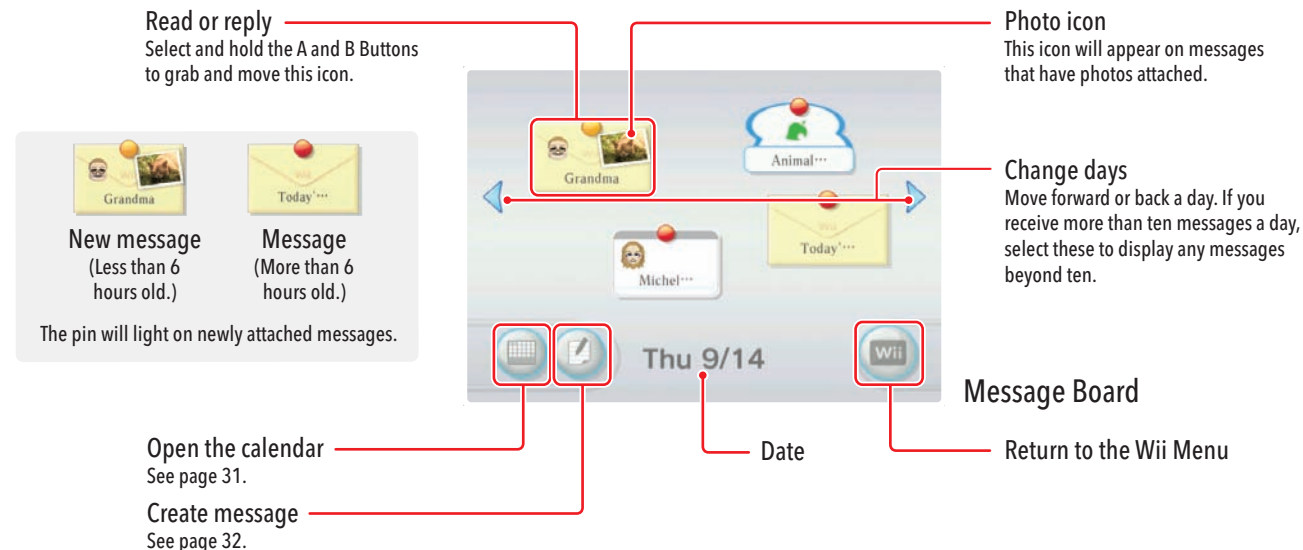 Read or reply
Select and hold the A and B Buttons
to grab and move this icon.
Photo icon
This icon will appear on messages
that have photos attached.
Wii
Grandma
Wii
Today'···
New message
(Less than 6
hours old.)
Message
(More than 6
hours old.)
The pin will light on newly attached messages.
Wii
Grandma
Animal···
Wii
Today'···
Michel···
Thu 9/14
Wii
Change days
Move forward or back a day. If you
receive more than ten messages a day,
select these to display any messages
beyond ten.
Message Board
Open the calendar
See page 31.
Create message
See page 32.
Date
Return to the Wii Menu